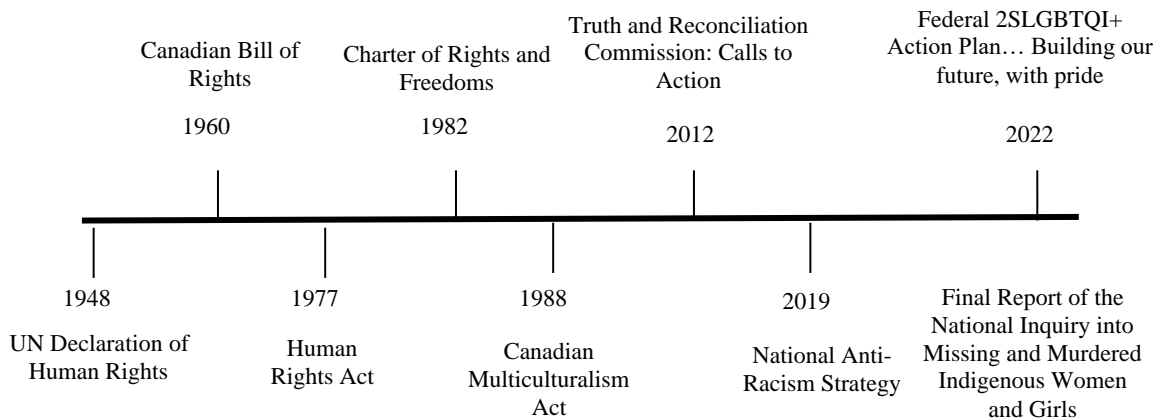 Canadian Bill of
Rights
1960
Charter of Rights and
Freedoms
1982
Truth and Reconciliation
Commission: Calls to
Action
2012
Federal 2SLGBTQI+
Action Plan… Building our
future, with pride
2022
1948
UN Declaration of
Human Rights
1977
Human
Rights Act
1988
Canadian
Multiculturalism
Act
2019
National Anti-
Racism Strategy
Final Report of the
National Inquiry into
Missing and Murdered
Indigenous Women
and Girls